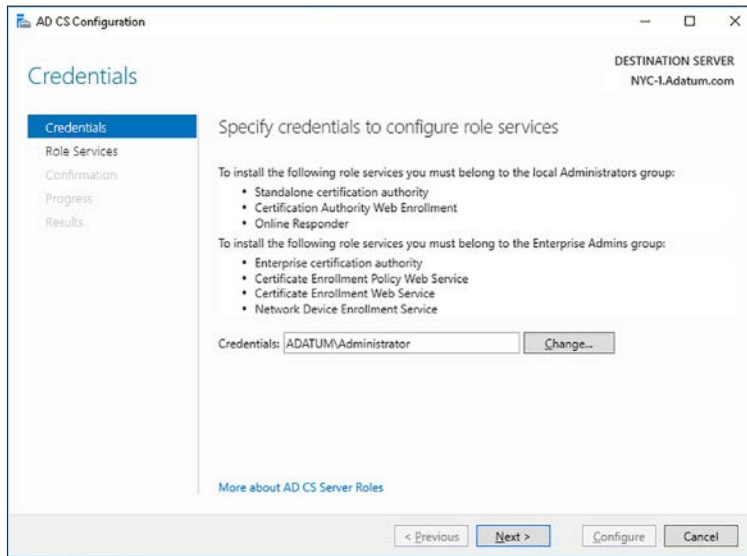 AD CS Configuration
Credentials
DESTINATION SERVER
NYC-1.Adatum.com
Credentials
Role Services
Confirmation
Progress
Results
Specify credentials to configure role services
To install the following role services you must belong to the local Administrators group:
• Standalone certification authority
• Certification Authority Web Enrollment
• Online Responder
To install the following role services you must belong to the Enterprise Admins group:
• Enterprise certification authority
• Certificate Enrollment Policy Web Service
• Certificate Enrollment Web Service
• Network Device Enrollment Service
Credentials: ADATUM\Administrator Change...
More about AD CS Server Roles
< Previous Next > Configure Cancel